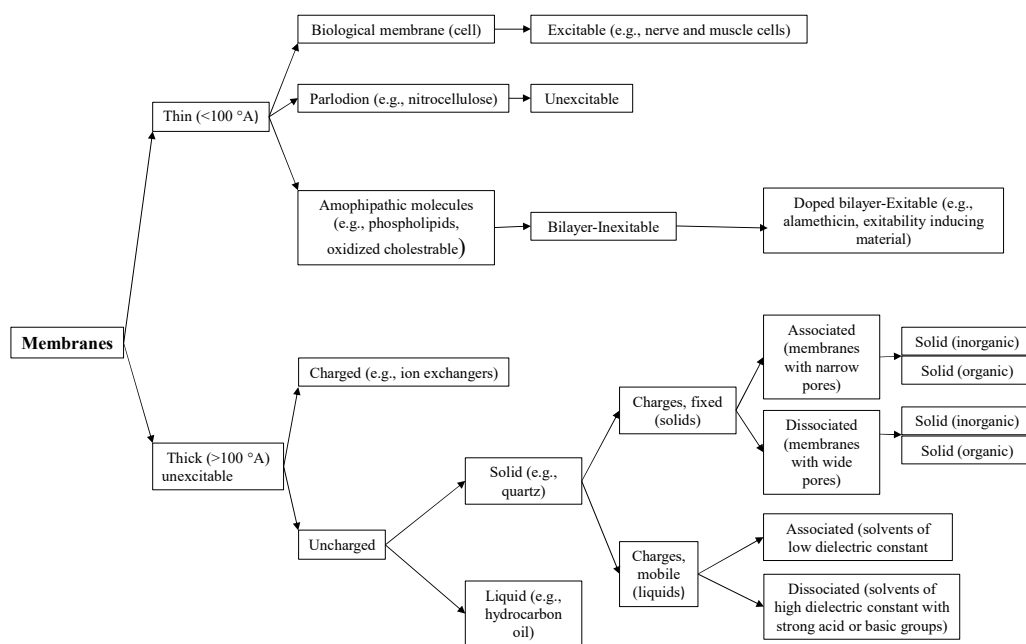 Biological membrane (cell)
Excitable (e.g., nerve and muscle cells)
Thin (<100 °A)
Parlodion (e.g., nitrocellulose)
Unexcitable
Amophipathic molecules
(e.g., phospholipids,
oxidized cholestrable)
Bilayer-Inexitable
Doped bilayer-Exitable (e.g.,
alamethicin, exitability inducing
material)
Membranes
Thick (>100 °A)
unexcitable
Charged (e.g., ion exchangers)
Uncharged
Solid (e.g.,
quartz)
Liquid (e.g.,
hydrocarbon
oil)
Charges, fixed
(solids)
Charges,
mobile
(liquids)
Associated
(membranes
with narrow
pores)
Solid (inorganic)
Solid (organic)
Dissociated
(membranes
with wide
pores)
Solid (inorganic)
Solid (organic)
Associated (solvents of
low dielectric constant
Dissociated (solvents of
high dielectric constant with
strong acid or basic groups)